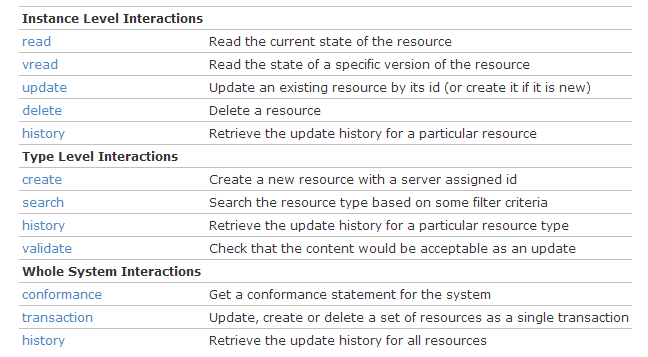 Instance Level Interactions
read Read the current state of the resource
vread Read the state of a specific version of the resource
update Update an existing resource by its id (or create it if it is new)
delete Delete a resource
history Retrieve the update history for a particular resource
Type Level Interactions
create Create a new resource with a server assigned id
search Search the resource type based on some filter criteria
history Retrieve the update history for a particular resource type
validate Check that the content would be acceptable as an update
Whole System Interactions
conformance Get a conformance statement for the system
transaction Update, create or delete a set of resources as a single transaction
history Retrieve the update history for all resources